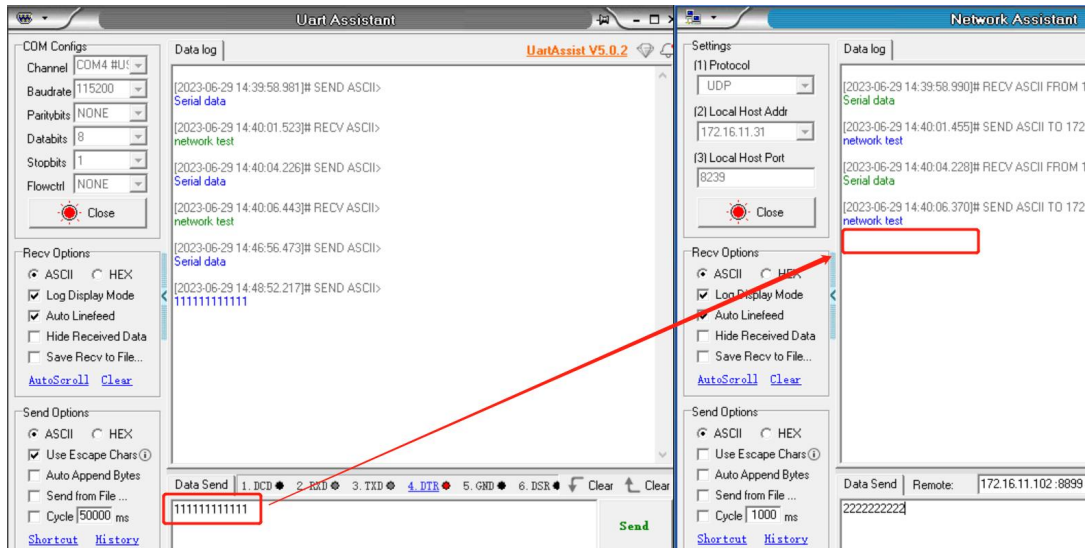 Uart Assistant
COM Configs
Channel COM4 #US
Baudrate 115200
Paritybits NONE
Databits 8
Stopbits 1
Flowctrl NONE
Close
Recv Options
ASCII HEX
Log Display Mode
Auto Linefeed
Hide Received Data
Save Recv to File...
AutoScroll Clear
Send Options
ASCII HEX
Use Escape Chars
Auto Append Bytes
Send from File ...
Cycle 50000 ms
Shortcut History
Data log UartAssist V5.0.2
[2023-06-29 14:39:58.981]# SEND ASCII>
Serial data
[2023-06-29 14:40:01.523]# RECV ASCII>
network test
[2023-06-29 14:40:04.226]# SEND ASCII>
Serial data
[2023-06-29 14:40:06.443]# RECV ASCII>
network test
[2023-06-29 14:46:56.473]# SEND ASCII>
Serial data
[2023-06-29 14:48:52.217]# SEND ASCII>
111111111111
Data Send 1. DCD 2. RXD 3. TXD 4. DTR 5. GND 6. DSR Clear Clear
111111111111
Send
Network Assistant
Settings
(1) Protocol
UDP
(2) Local Host Addr
172.16.11.31
(3) Local Host Port
8239
Close
Recv Options
ASCII HEX
Log Display Mode
Auto Linefeed
Hide Received Data
Save Recv to File...
AutoScroll Clear
Send Options
ASCII HEX
Use Escape Chars
Auto Append Bytes
Send from File ...
Cycle 1000 ms
Shortcut History
Data log
[2023-06-29 14:39:58.990]# RECV ASCII FROM 1
Serial data
[2023-06-29 14:40:01.455]# SEND ASCII TO 172
network test
[2023-06-29 14:40:04.228]# RECV ASCII FROM 1
Serial data
[2023-06-29 14:40:06.370]# SEND ASCII TO 172
network test
Data Send Remote: 172.16.11.102 :8899
2222222222